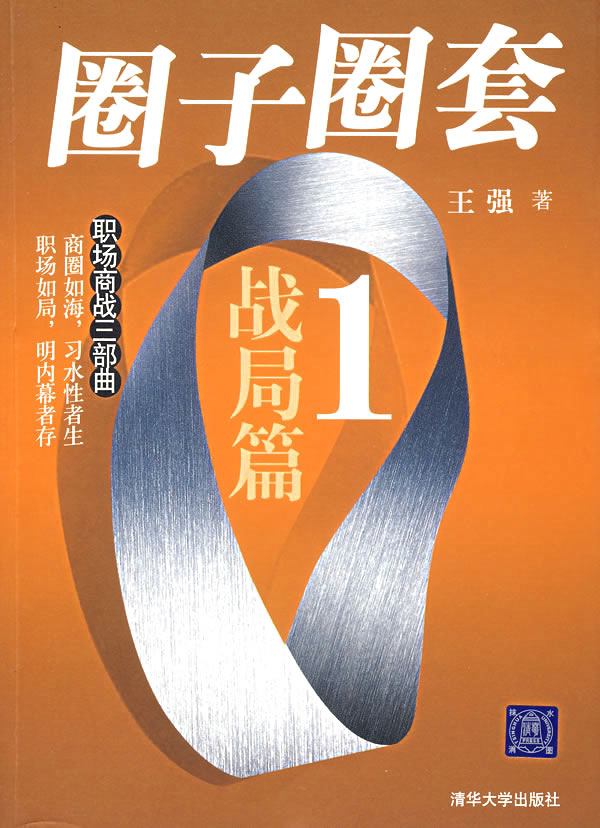 圈子圈套
王强 著
职场商战三部曲
商圈如海，习水性者生
职场如局，明内幕者存
1
战局篇
清华大学出版社